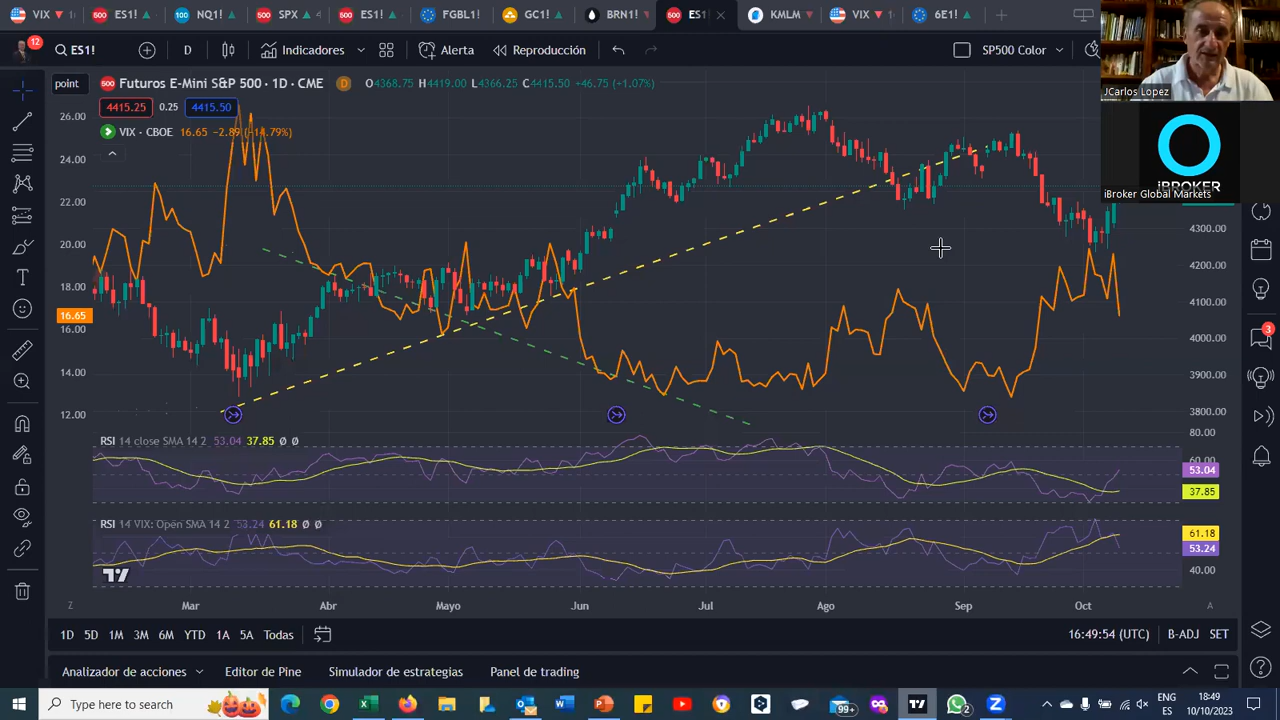 VIX
ES1!
NQ1!
SPX
ES1!
FGBL1!
GC1!
BRN1!
ES1!
KMLM
VIX
6E1!
12
ES1!
D
Indicadores
Alerta
Reproducción
SP500 Color
JCarlos Lopez
iBROKER
iBroker Global Markets
point
Futuros E-Mini S&P 500 · 1D · CME
D
O4368.75 H4419.00 L4366.25 C4415.50 +46.75 (+1.07%)
4415.25
0.25
4415.50
VIX · CBOE 16.65 −2.89 (−14.79%)
26.00
24.00
22.00
20.00
18.00
16.65
16.00
14.00
12.00
4300.00
4200.00
4100.00
4000.00
3900.00
3800.00
80.00
RSI 14 close SMA 14 2 53.04 37.85 Ø Ø
60.00
53.04
37.85
RSI 14 VIX: Open SMA 14 2 53.24 61.18 Ø Ø
61.18
53.24
40.00
Z
Mar
Abr
Mayo
Jun
Jul
Ago
Sep
Oct
A
3
1D 5D 1M 3M 6M YTD 1A 5A Todas
16:49:54 (UTC)
B-ADJ
SET
Analizador de acciones
Editor de Pine
Simulador de estrategias
Panel de trading
Type here to search
99+
2
ENG
ES
18:49
10/10/2023